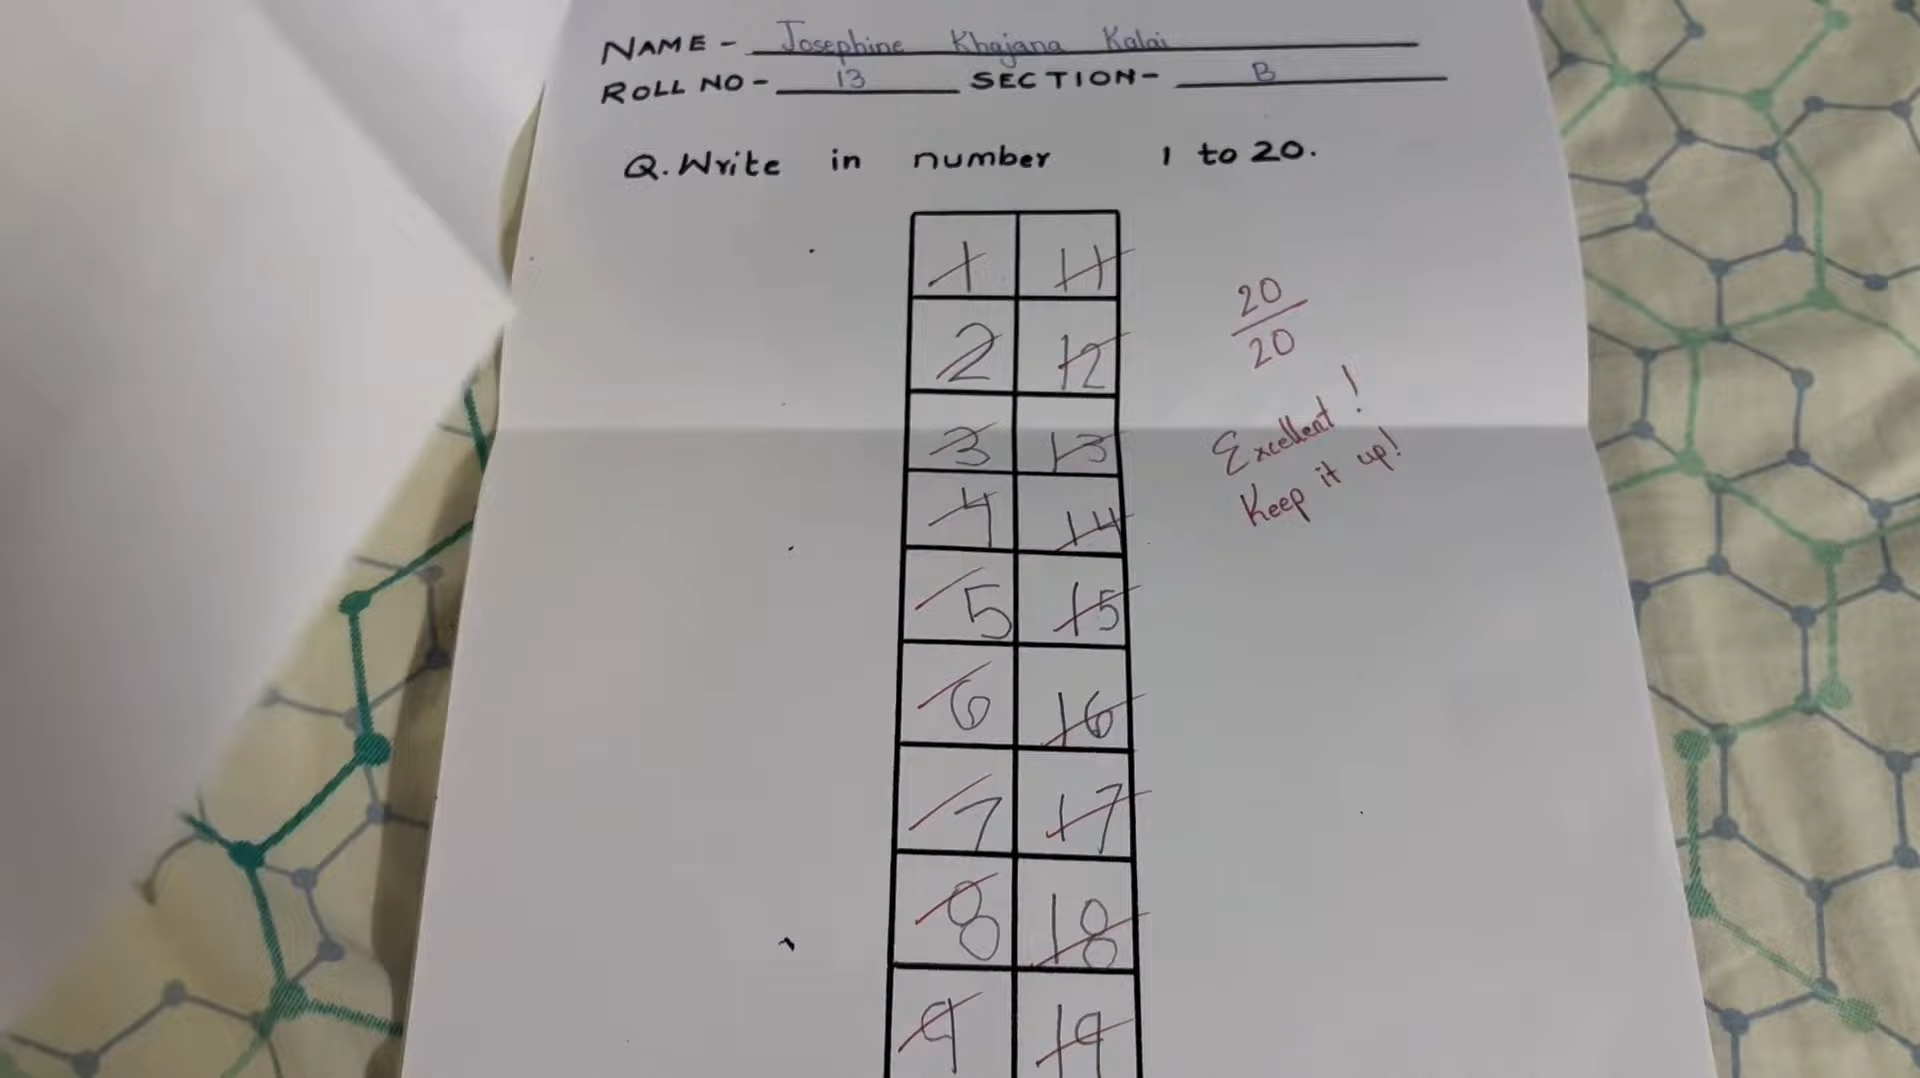 NAME - Josephine Khajana Kalai
ROLL NO - 13 SECTION - B
Q. Write in number 1 to 20.
1 11
2 12
3 13
4 14
5 15
6 16
7 17
8 18
9 19
20
20
Excellent!
Keep it up!